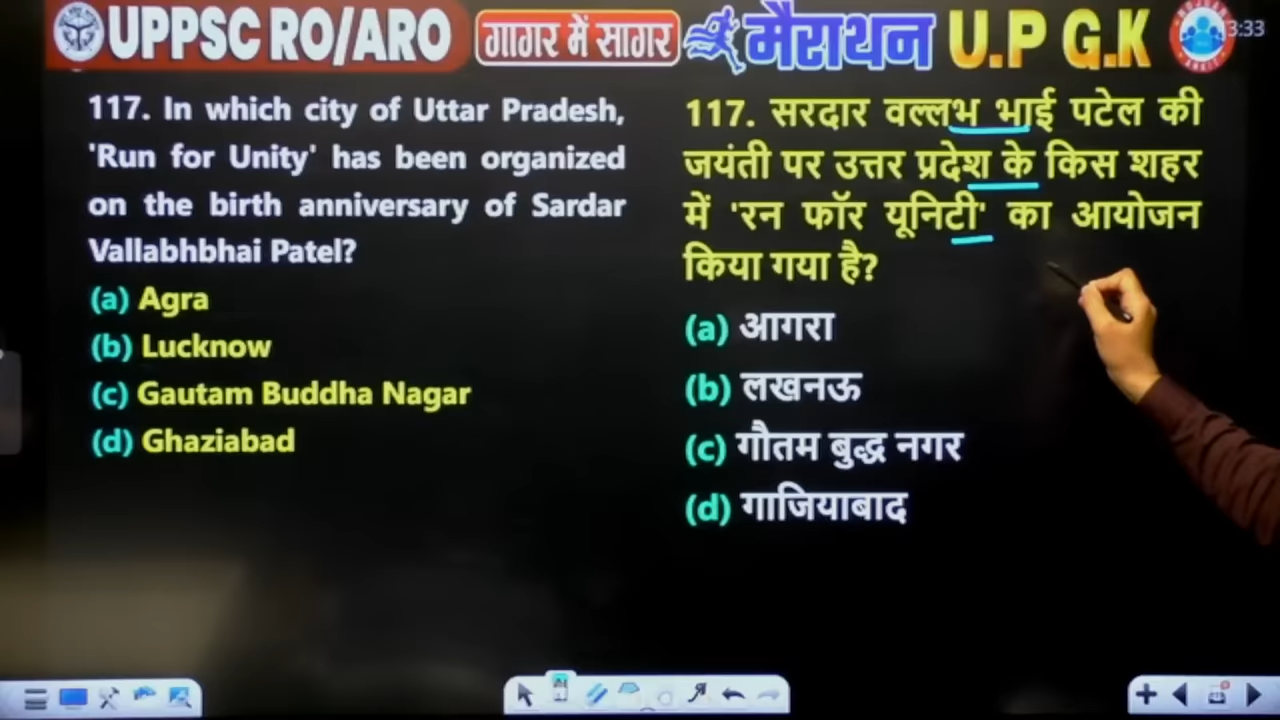 UPPSC RO/ARO गागर में सागर मैराथन U.P G.K
3:33
117. In which city of Uttar Pradesh,
'Run for Unity' has been organized
on the birth anniversary of Sardar
Vallabhbhai Patel?
(a) Agra
(b) Lucknow
(c) Gautam Buddha Nagar
(d) Ghaziabad
117. सरदार वल्लभ भाई पटेल की
जयंती पर उत्तर प्रदेश के किस शहर
में 'रन फॉर यूनिटी' का आयोजन
किया गया है?
(a) आगरा
(b) लखनऊ
(c) गौतम बुद्ध नगर
(d) गाजियाबाद